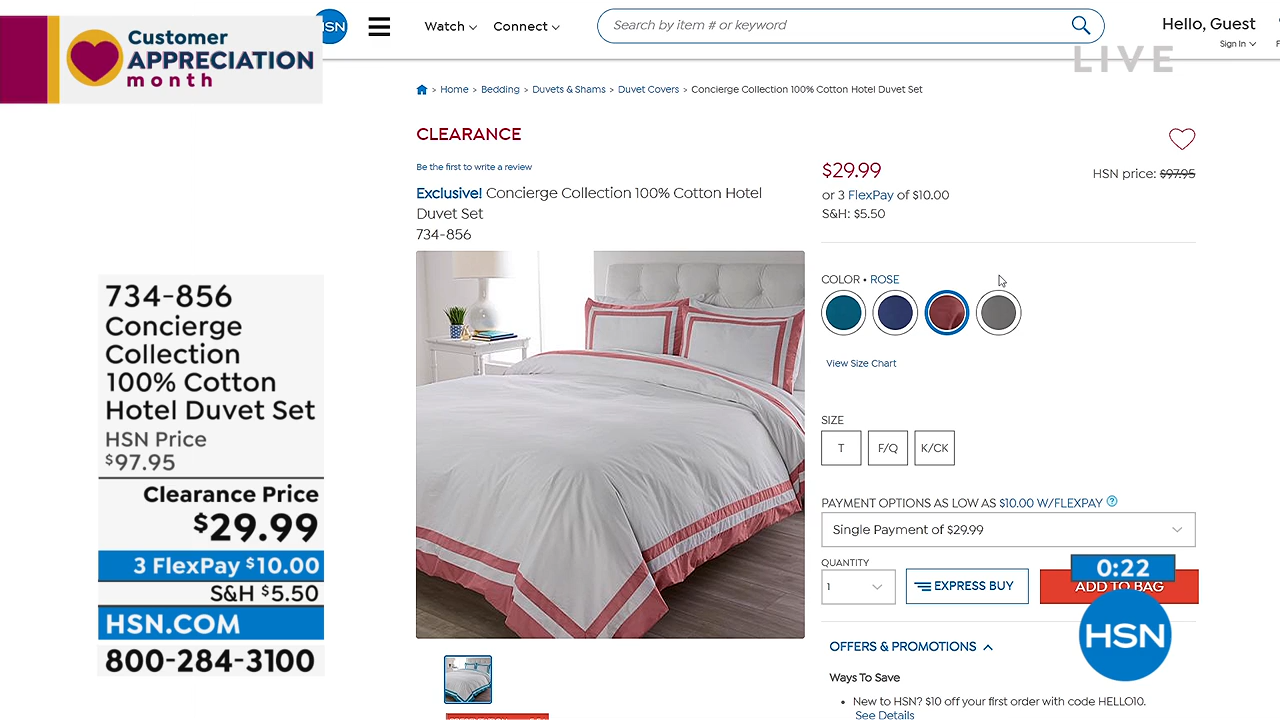 Customer
APPRECIATION
month
HSN
Watch
Connect
Search by item # or keyword
Hello, Guest
Sign In
LIVE
> Home > Bedding > Duvets & Shams > Duvet Covers > Concierge Collection 100% Cotton Hotel Duvet Set
CLEARANCE
Be the first to write a review
Exclusive! Concierge Collection 100% Cotton Hotel
Duvet Set
734-856
$29.99
HSN price: $97.95
or 3 FlexPay of $10.00
S&H: $5.50
COLOR • ROSE
View Size Chart
SIZE
T
F/Q
K/CK
PAYMENT OPTIONS AS LOW AS $10.00 W/FLEXPAY ?
Single Payment of $29.99
QUANTITY
1
EXPRESS BUY
0:22
ADD TO BAG
HSN
OFFERS & PROMOTIONS
Ways To Save
• New to HSN? $10 off your first order with code HELLO10.
See Details
734-856
Concierge
Collection
100% Cotton
Hotel Duvet Set
HSN Price
$97.95
Clearance Price
$29.99
3 FlexPay $10.00
S&H $5.50
HSN.COM
800-284-3100